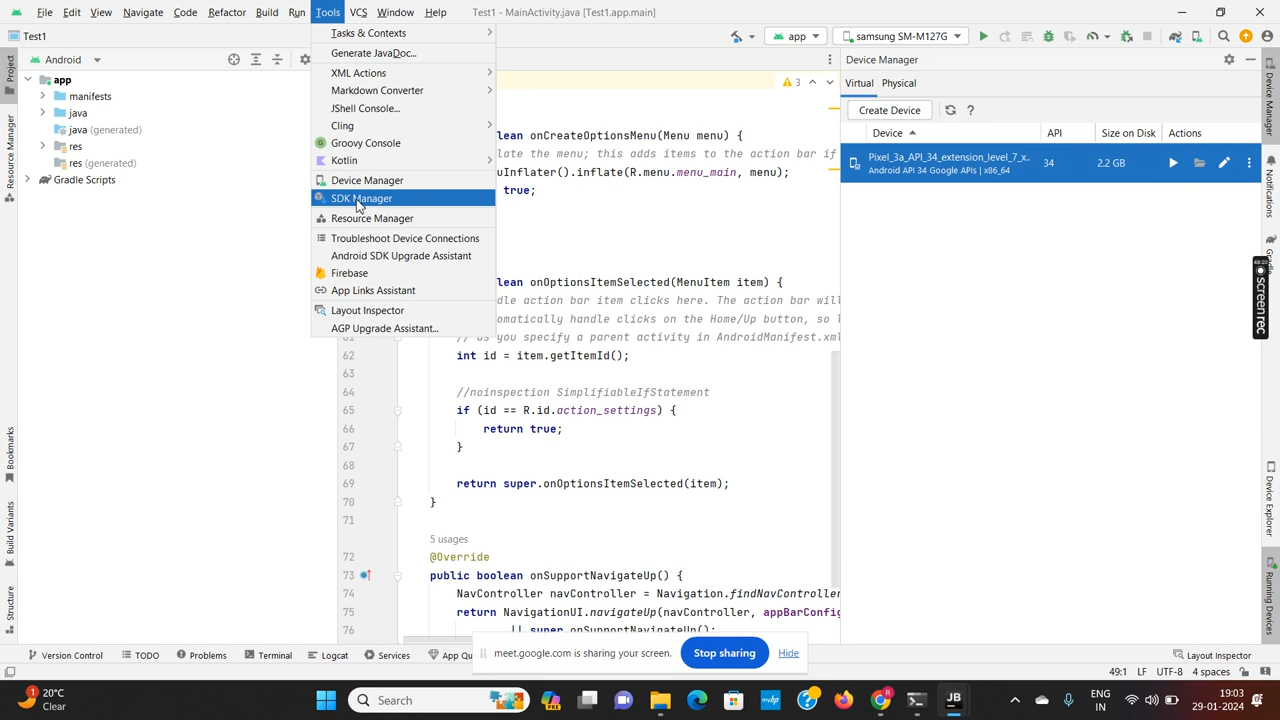 File Edit View Navigate Code Refactor Build Run Tools VCS Window Help Test1 - MainActivity.java [Test1.app.main]
Test1 app samsung SM-M127G
Project
Resource Manager
Bookmarks
Build Variants
Structure
Android
app
manifests
java
java (generated)
res
res (generated)
Gradle Scripts
Tasks & Contexts
Generate JavaDoc...
XML Actions
Markdown Converter
JShell Console...
Cling
Groovy Console
Kotlin
Device Manager
SDK Manager
Resource Manager
Troubleshoot Device Connections
Android SDK Upgrade Assistant
Firebase
App Links Assistant
Layout Inspector
AGP Upgrade Assistant...
3
lean onCreateOptionsMenu(Menu menu) {
late the menu; this adds items to the action bar if
uInflater().inflate(R.menu.menu_main, menu);
true;
lean onOptionsItemSelected(MenuItem item) {
dle action bar item clicks here. The action bar will
omatically handle clicks on the Home/Up button, so l
61 // as you specify a parent activity in AndroidManifest.xml
62 int id = item.getItemId();
63
64 //noinspection SimplifiableIfStatement
65 if (id == R.id.action_settings) {
66 return true;
67 }
68
69 return super.onOptionsItemSelected(item);
70 }
71
5 usages
72 @Override
73 public boolean onSupportNavigateUp() {
74 NavController navController = Navigation.findNavController
75 return NavigationUI.navigateUp(navController, appBarConfig
76 || super.onSupportNavigateUp();
Device Manager
Virtual Physical
Create Device ?
Device API Size on Disk Actions
Pixel_3a_API_34_extension_level_7_x.. 34 2.2 GB
Android API 34 Google APIs | x86_64
Device Manager
Notifications
screenrec
Device Explorer
Running Devices
meet.google.com is sharing your screen. Stop sharing Hide
Version Control TODO Problems Terminal Logcat Services App Qu Layout Inspector
49:1 LF UTF-8 4 spaces
20°C
Clear
Search
PRE
JB
ENG
IN
19:03
29-01-2024